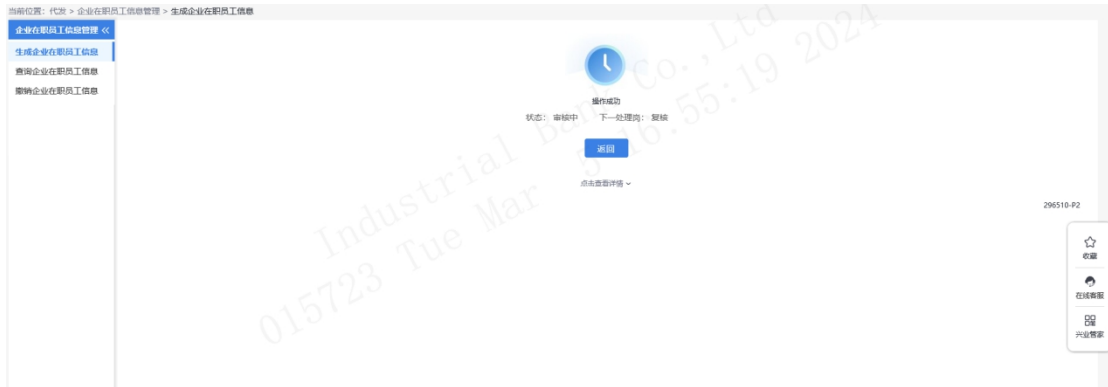 当前位置：代发 > 企业在职员工信息管理 > 生成企业在职员工信息
企业在职员工信息管理 «
生成企业在职员工信息
查询企业在职员工信息
撤销企业在职员工信息
操作成功
状态： 审核中 下一处理岗： 复核
返回
点击查看详情
296510-P2
收藏
在线客服
兴业管家
Industrial Bank Co.,Ltd
015723 Tue Mar 5 16:55:19 2024